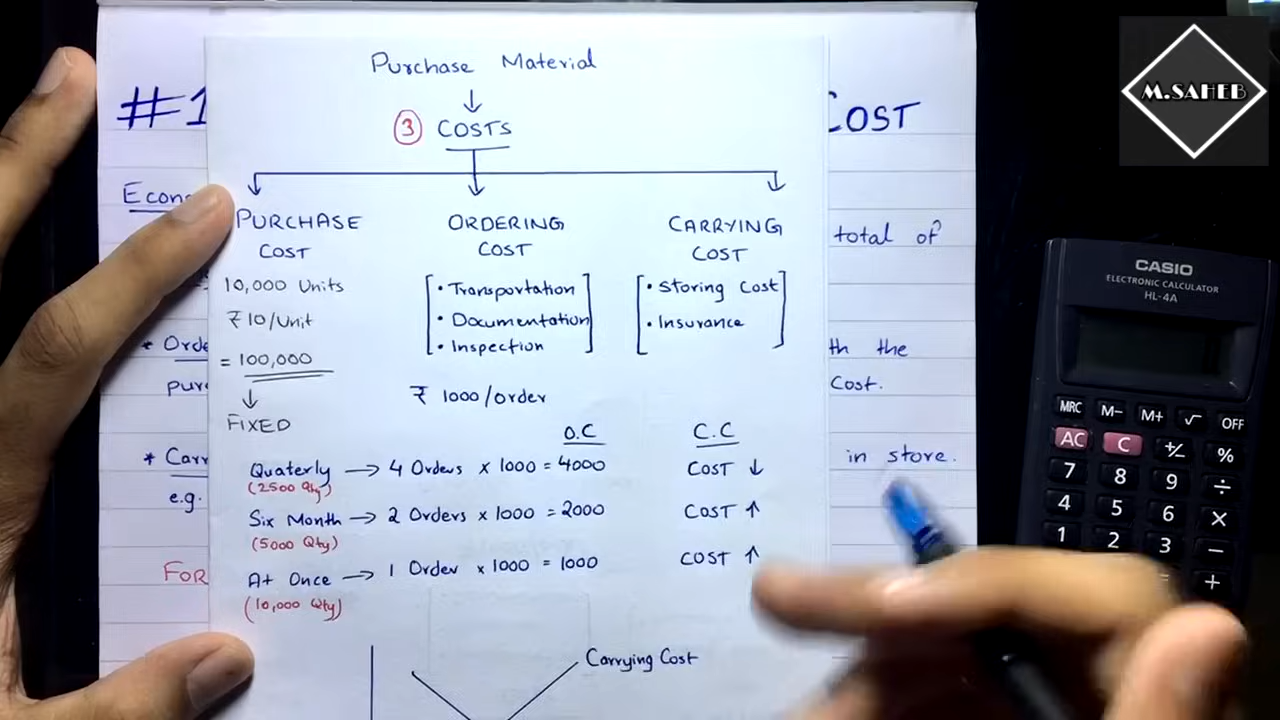 Purchase Material
#1
③ COSTS
COST
M.SAHEB
PURCHASE COST
10,000 Units
₹10/Unit
= 100,000
FIXED
ORDERING COST
• Transportation
• Documentation
• Inspection
₹ 1000/order
CARRYING COST
• Storing Cost
• Insurance
O.C
C.C
Quaterly → 4 Orders × 1000 = 4000 COST ↓
(2500 Qty)
Six Month → 2 Orders × 1000 = 2000 COST ↑
(5000 Qty)
At Once → 1 Order × 1000 = 1000 COST ↑
(10,000 Qty)
Carrying Cost
total of
* Orde
th the
pur
Cost.
* Carr
in store.
e.g.
FOR
CASIO
ELECTRONIC CALCULATOR
HL-4A
MRC M- M+ √ OFF
AC C +/- %
7 8 9 ÷
4 5 6 ×
1 2 3 −
+